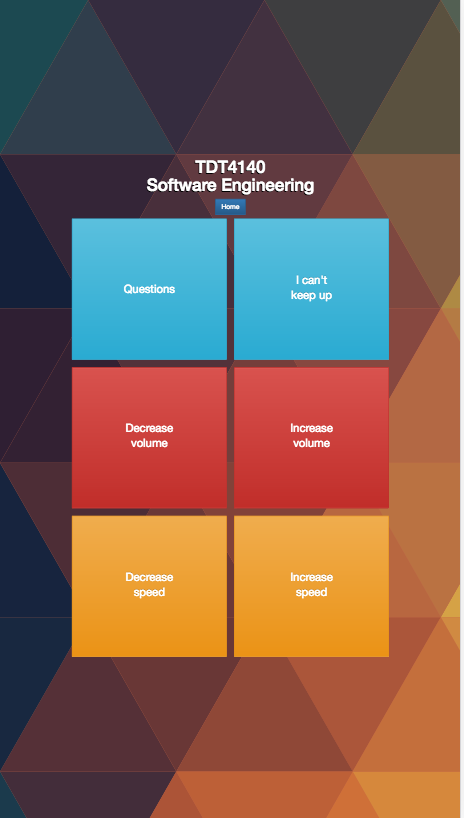 TDT4140
Software Engineering
Home
Questions
I can't
keep up
Decrease
volume
Increase
volume
Decrease
speed
Increase
speed